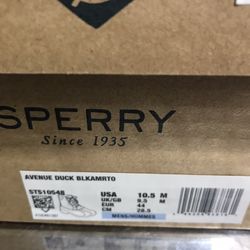 SPERRY
Since 1935
AVENUE DUCK BLKAMRTO
STS10548
USA 10.5 M
UK/GB 9.5 M
EUR 44
CM 28.5
MENS/HOMMES